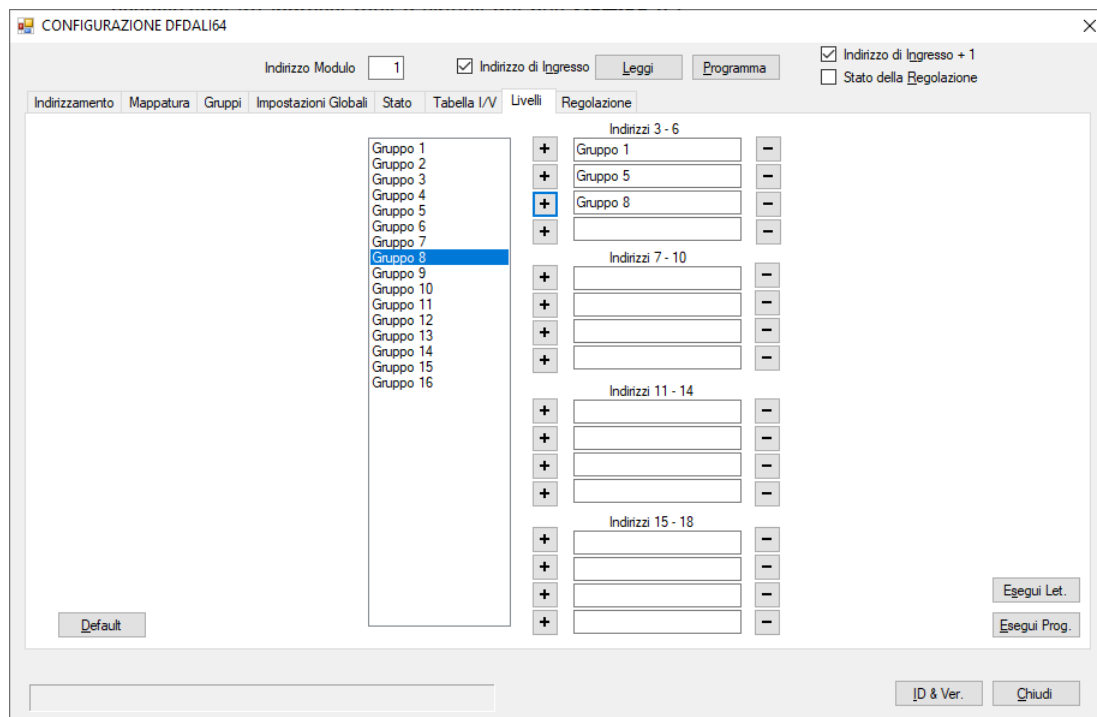 CONFIGURAZIONE DFDALI64
Indirizzo Modulo 1 Indirizzo di Ingresso Leggi Programma Indirizzo di Ingresso + 1
Stato della Regolazione
Indirizzamento Mappatura Gruppi Impostazioni Globali Stato Tabella I/V Livelli Regolazione
Gruppo 1
Gruppo 2
Gruppo 3
Gruppo 4
Gruppo 5
Gruppo 6
Gruppo 7
Gruppo 8
Gruppo 9
Gruppo 10
Gruppo 11
Gruppo 12
Gruppo 13
Gruppo 14
Gruppo 15
Gruppo 16
Indirizzi 3 - 6
+ Gruppo 1 -
+ Gruppo 5 -
+ Gruppo 8 -
+ -
Indirizzi 7 - 10
+ -
+ -
+ -
+ -
Indirizzi 11 - 14
+ -
+ -
+ -
+ -
Indirizzi 15 - 18
+ -
+ -
+ -
+ -
Default
Esegui Let.
Esegui Prog.
ID & Ver. Chiudi